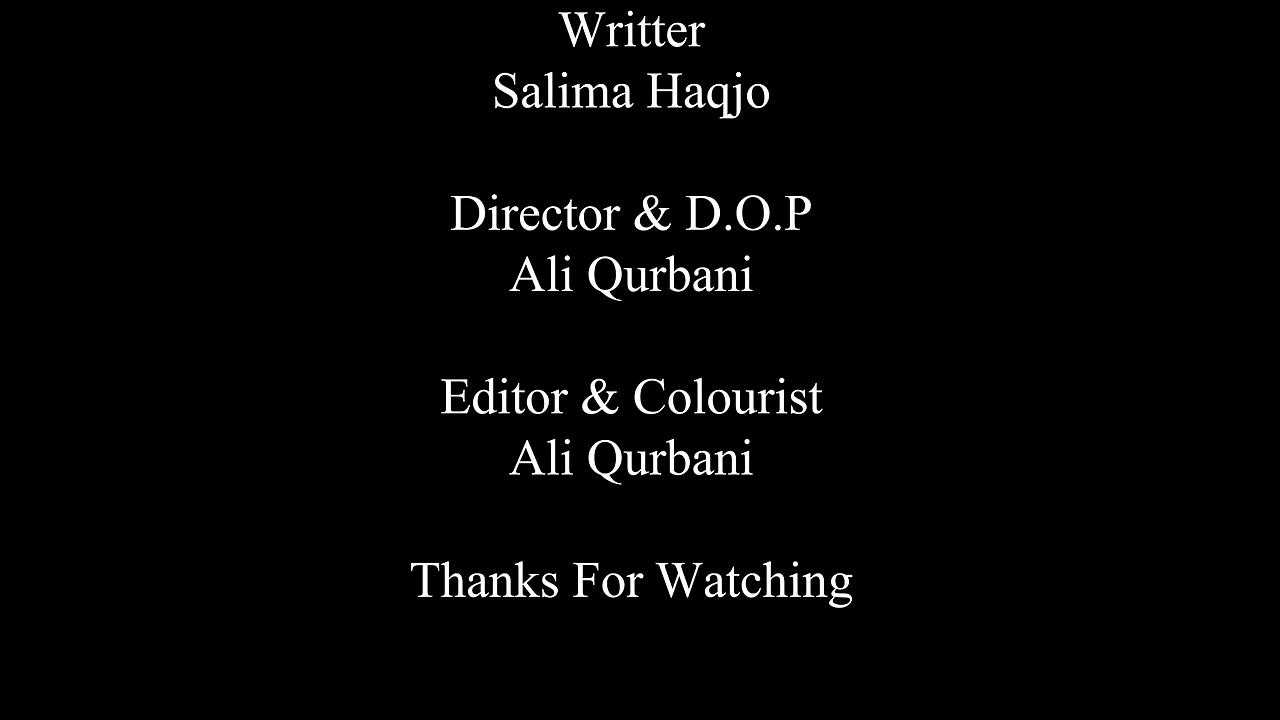 Writter
Salima Haqjo
Director & D.O.P
Ali Qurbani
Editor & Colourist
Ali Qurbani
Thanks For Watching